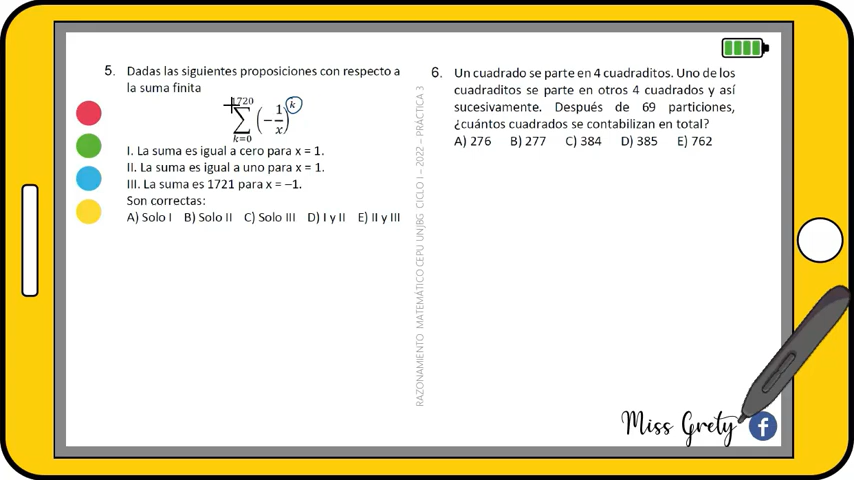 5. Dadas las siguientes proposiciones con respecto a
la suma finita
1720
∑ (−1/x)^k
k=0
I. La suma es igual a cero para x = 1.
II. La suma es igual a uno para x = 1.
III. La suma es 1721 para x = −1.
Son correctas:
A) Solo I B) Solo II C) Solo III D) I y II E) II y III
RAZONAMIENTO MATEMÁTICO CEPU UNJBG CICLO I – 2022 – PRÁCTICA 3
6. Un cuadrado se parte en 4 cuadraditos. Uno de los
cuadraditos se parte en otros 4 cuadrados y así
sucesivamente. Después de 69 particiones,
¿cuántos cuadrados se contabilizan en total?
A) 276 B) 277 C) 384 D) 385 E) 762
Miss Grety
f